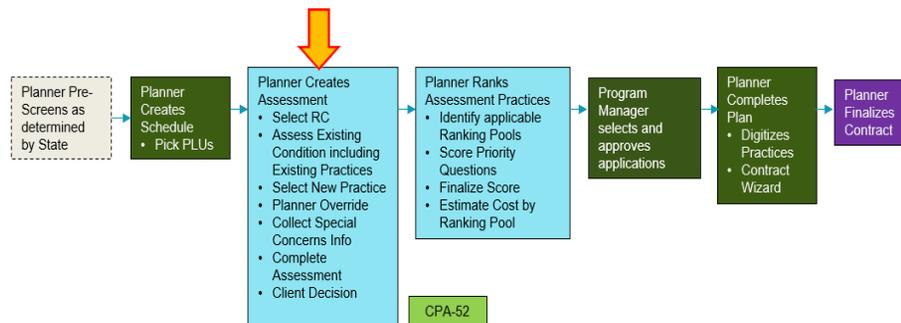 Planner Pre-
Screens as
determined
by State
Planner
Creates
Schedule
• Pick PLUs
Planner Creates
Assessment
• Select RC
• Assess Existing
Condition including
Existing Practices
• Select New Practice
• Planner Override
• Collect Special
Concerns Info
• Complete
Assessment
• Client Decision
Planner Ranks
Assessment Practices
• Identify applicable
Ranking Pools
• Score Priority
Questions
• Finalize Score
• Estimate Cost by
Ranking Pool
Program
Manager
selects and
approves
applications
Planner
Completes
Plan
• Digitizes
Practices
• Contract
Wizard
Planner
Finalizes
Contract
CPA-52